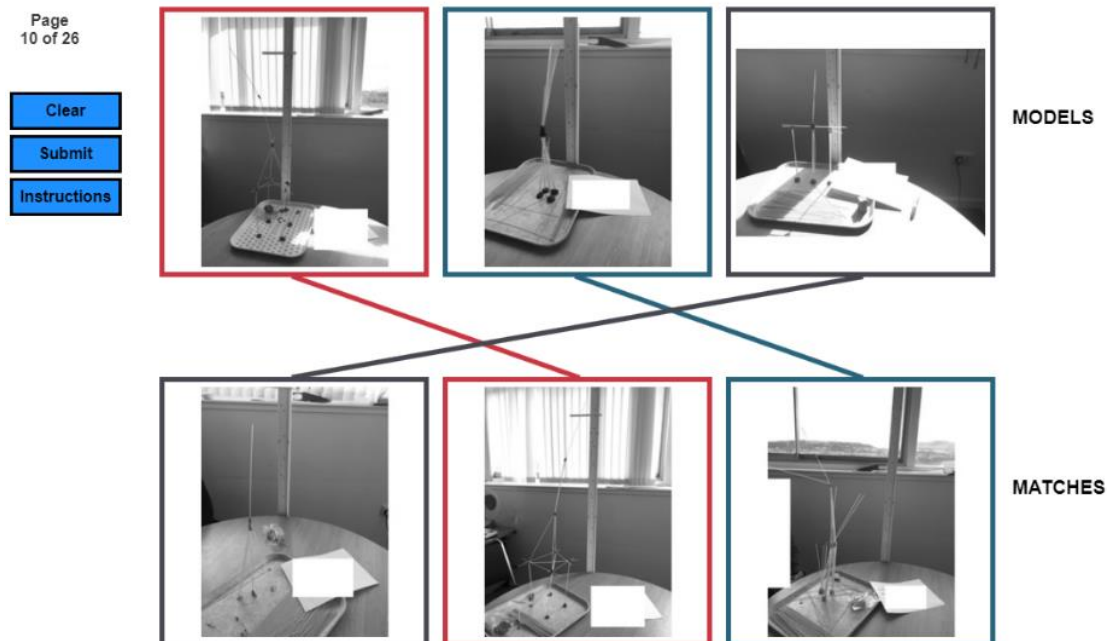 Page
10 of 26
Clear
Submit
Instructions
MODELS
MATCHES